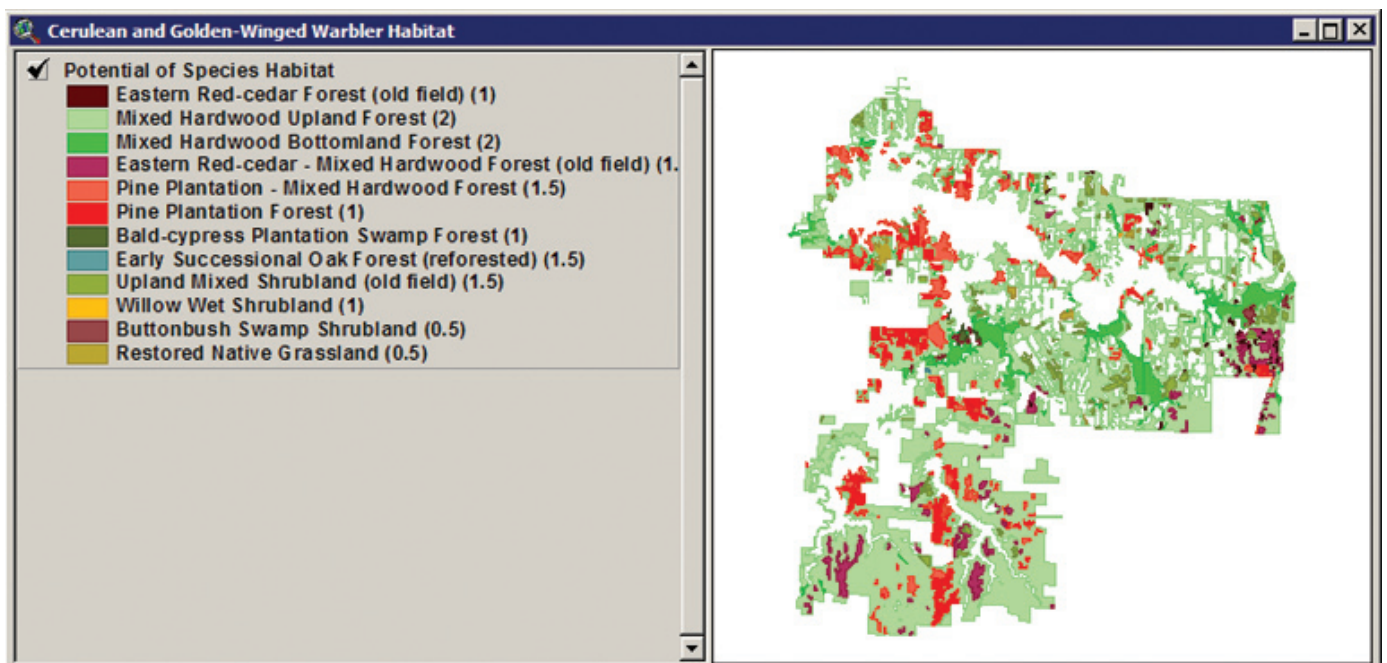 Cerulean and Golden-Winged Warbler Habitat
Potential of Species Habitat
Eastern Red-cedar Forest (old field) (1)
Mixed Hardwood Upland Forest (2)
Mixed Hardwood Bottomland Forest (2)
Eastern Red-cedar - Mixed Hardwood Forest (old field) (1.
Pine Plantation - Mixed Hardwood Forest (1.5)
Pine Plantation Forest (1)
Bald-cypress Plantation Swamp Forest (1)
Early Successional Oak Forest (reforested) (1.5)
Upland Mixed Shrubland (old field) (1.5)
Willow Wet Shrubland (1)
Buttonbush Swamp Shrubland (0.5)
Restored Native Grassland (0.5)